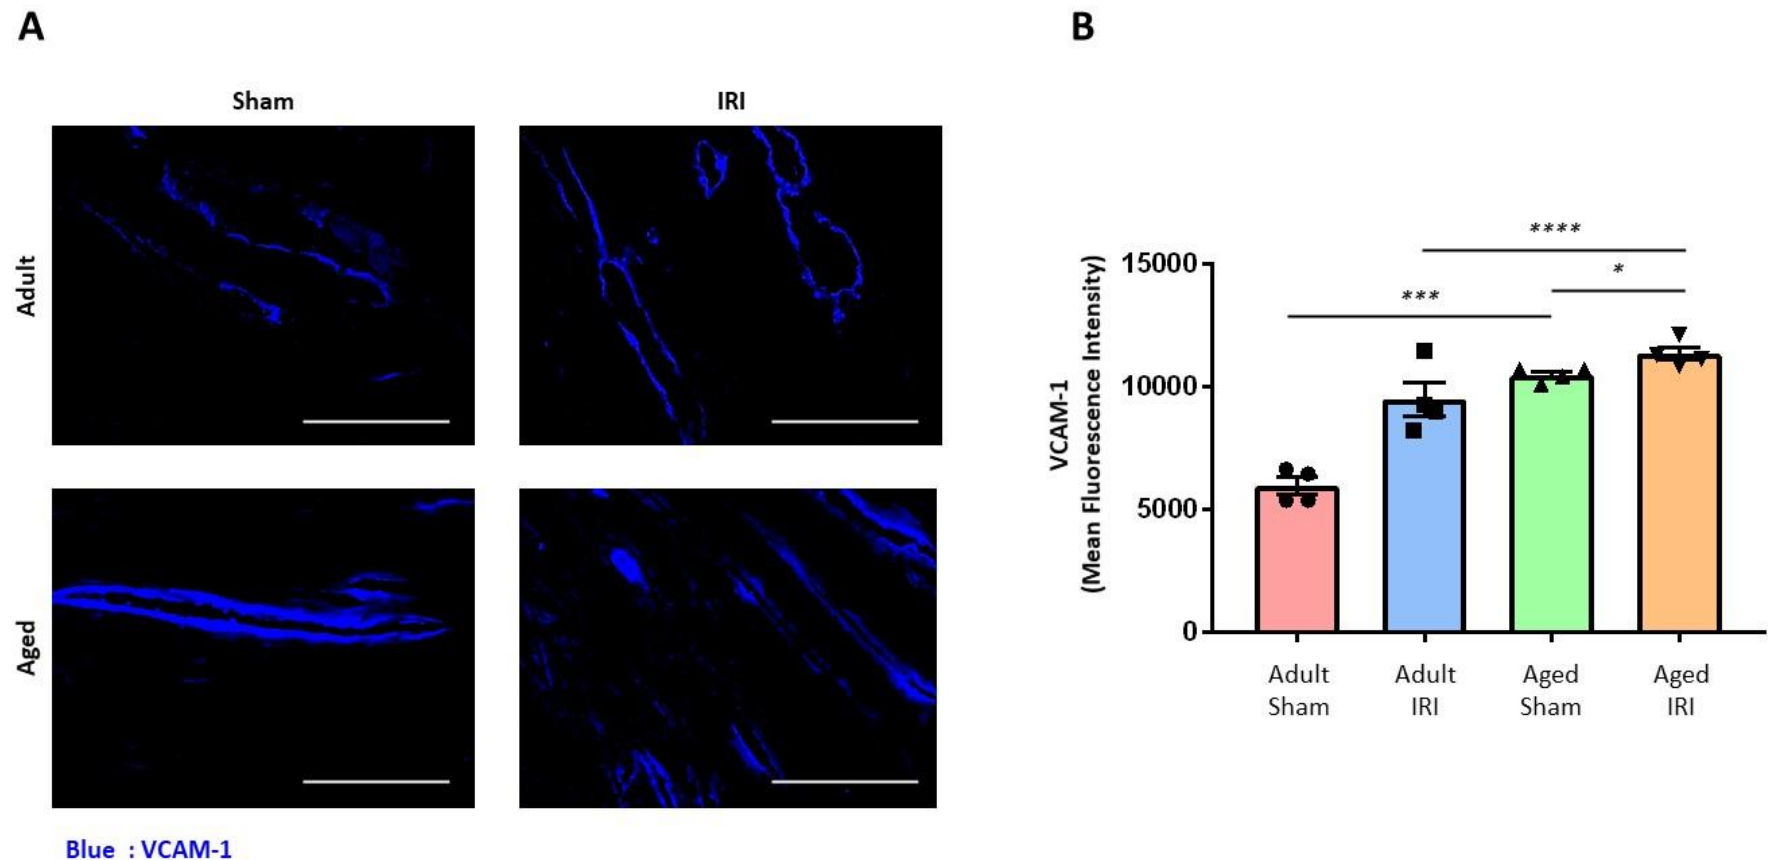 A
B
Sham
IRI
Adult
Aged
Blue : VCAM-1
VCAM-1
(Mean Fluorescence Intensity)
15000
10000
5000
0
****
*
***
Adult
Sham
Adult
IRI
Aged
Sham
Aged
IRI